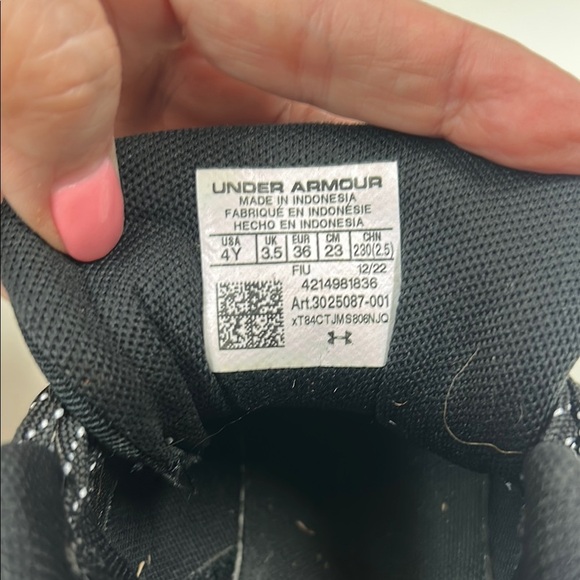 UNDER ARMOUR
MADE IN INDONESIA
FABRIQUÉ EN INDONÉSIE
HECHO EN INDONESIA
USA UK EUR CM CHN
4Y 3.5 36 23 230(2.5)
FIU 12/22
4214981836
Art.3025087-001
xT84CTJMS806NJQ